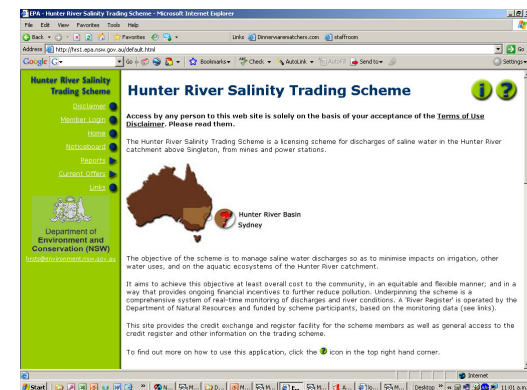 EPA - Hunter River Salinity Trading Scheme - Microsoft Internet Explorer
File Edit View Favorites Tools Help
Back Search Favorites Links Dinnerwarematchers.com staffroom
Address http://hrst.epa.nsw.gov.au/default.html Go
Google G Go Bookmarks Check AutoLink AutoFill Send to Settings
Hunter River Salinity
Trading Scheme
Disclaimer
Member Login
Home
Noticeboard
Reports
Current Offers
Links
Department of
Environment and
Conservation (NSW)
hrsts@environment.nsw.gov.au
Hunter River Salinity Trading Scheme
Access by any person to this web site is solely on the basis of your acceptance of the Terms of Use
Disclaimer. Please read them.
The Hunter River Salinity Trading Scheme is a licensing scheme for discharges of saline water in the Hunter River
catchment above Singleton, from mines and power stations.
Hunter River Basin
Sydney
The objective of the scheme is to manage saline water discharges so as to minimise impacts on irrigation, other
water uses, and on the aquatic ecosystems of the Hunter River catchment.
It aims to achieve this objective at least overall cost to the community, in an equitable and flexible manner; and in a
way that provides ongoing financial incentives to further reduce pollution. Underpinning the scheme is a
comprehensive system of real-time monitoring of discharges and river conditions. A 'River Register' is operated by the
Department of Natural Resources and funded by scheme participants, based on the monitoring data (see links).
This site provides the credit exchange and register facility for the scheme members as well as general access to the
credit register and other information on the trading scheme.
To find out more on how to use this application, click the ? icon in the top right hand corner.
Internet
Start Desktop 11:01 a.m.